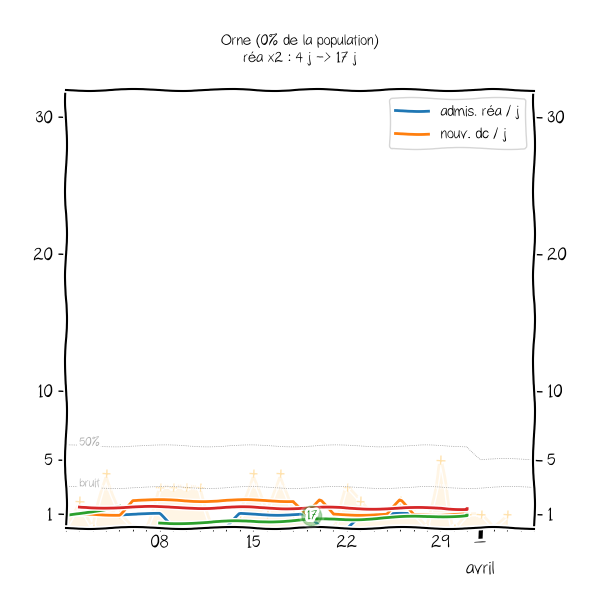 Orne (0% de la population)
réa x2 : 4 j -> 17 j
admis. réa / j
nouv. dc / j
30
30
20
20
10
10
50%
5
5
bruit
1
17
1
08
15
22
29
1
avril